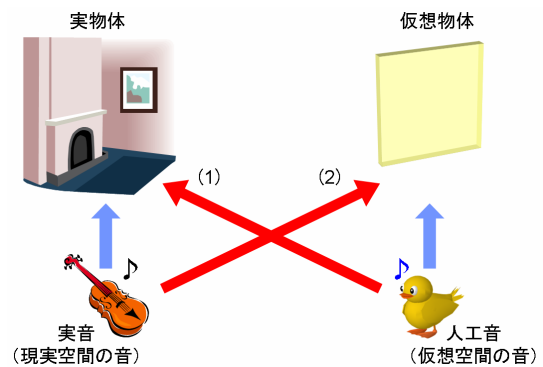 実物体
仮想物体
（1）
（2）
実音
（現実空間の音）
人工音
（仮想空間の音）